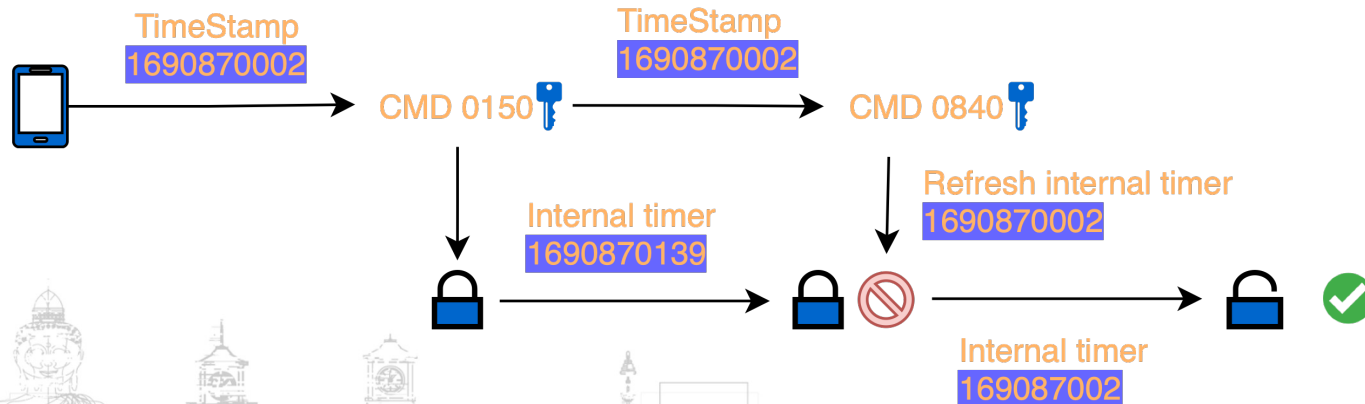 TimeStamp
1690870002
TimeStamp
1690870002
CMD 0150
CMD 0840
Internal timer
1690870139
Refresh internal timer
1690870002
Internal timer
169087002